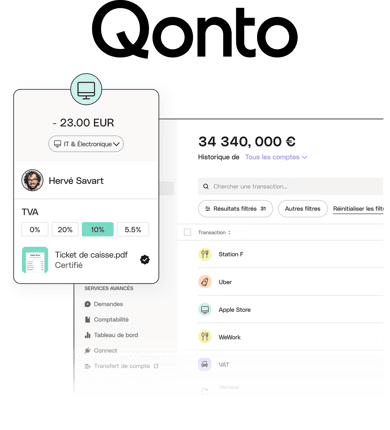 Qonto
- 23.00 EUR
IT & Électronique
Hervé Savart
TVA
0% 20% 10% 5.5%
Ticket de caisse.pdf
Certifié
34 340, 000 €
Historique de Tous les comptes
Chercher une transaction...
Résultats filtrés 31 Autres filtres Réinitialiser les filt
Transaction
Station F
Uber
Apple Store
WeWork
VAT
SERVICES AVANCÉS
Demandes
Comptabilité
Tableau de bord
Connect
Transfert de compte